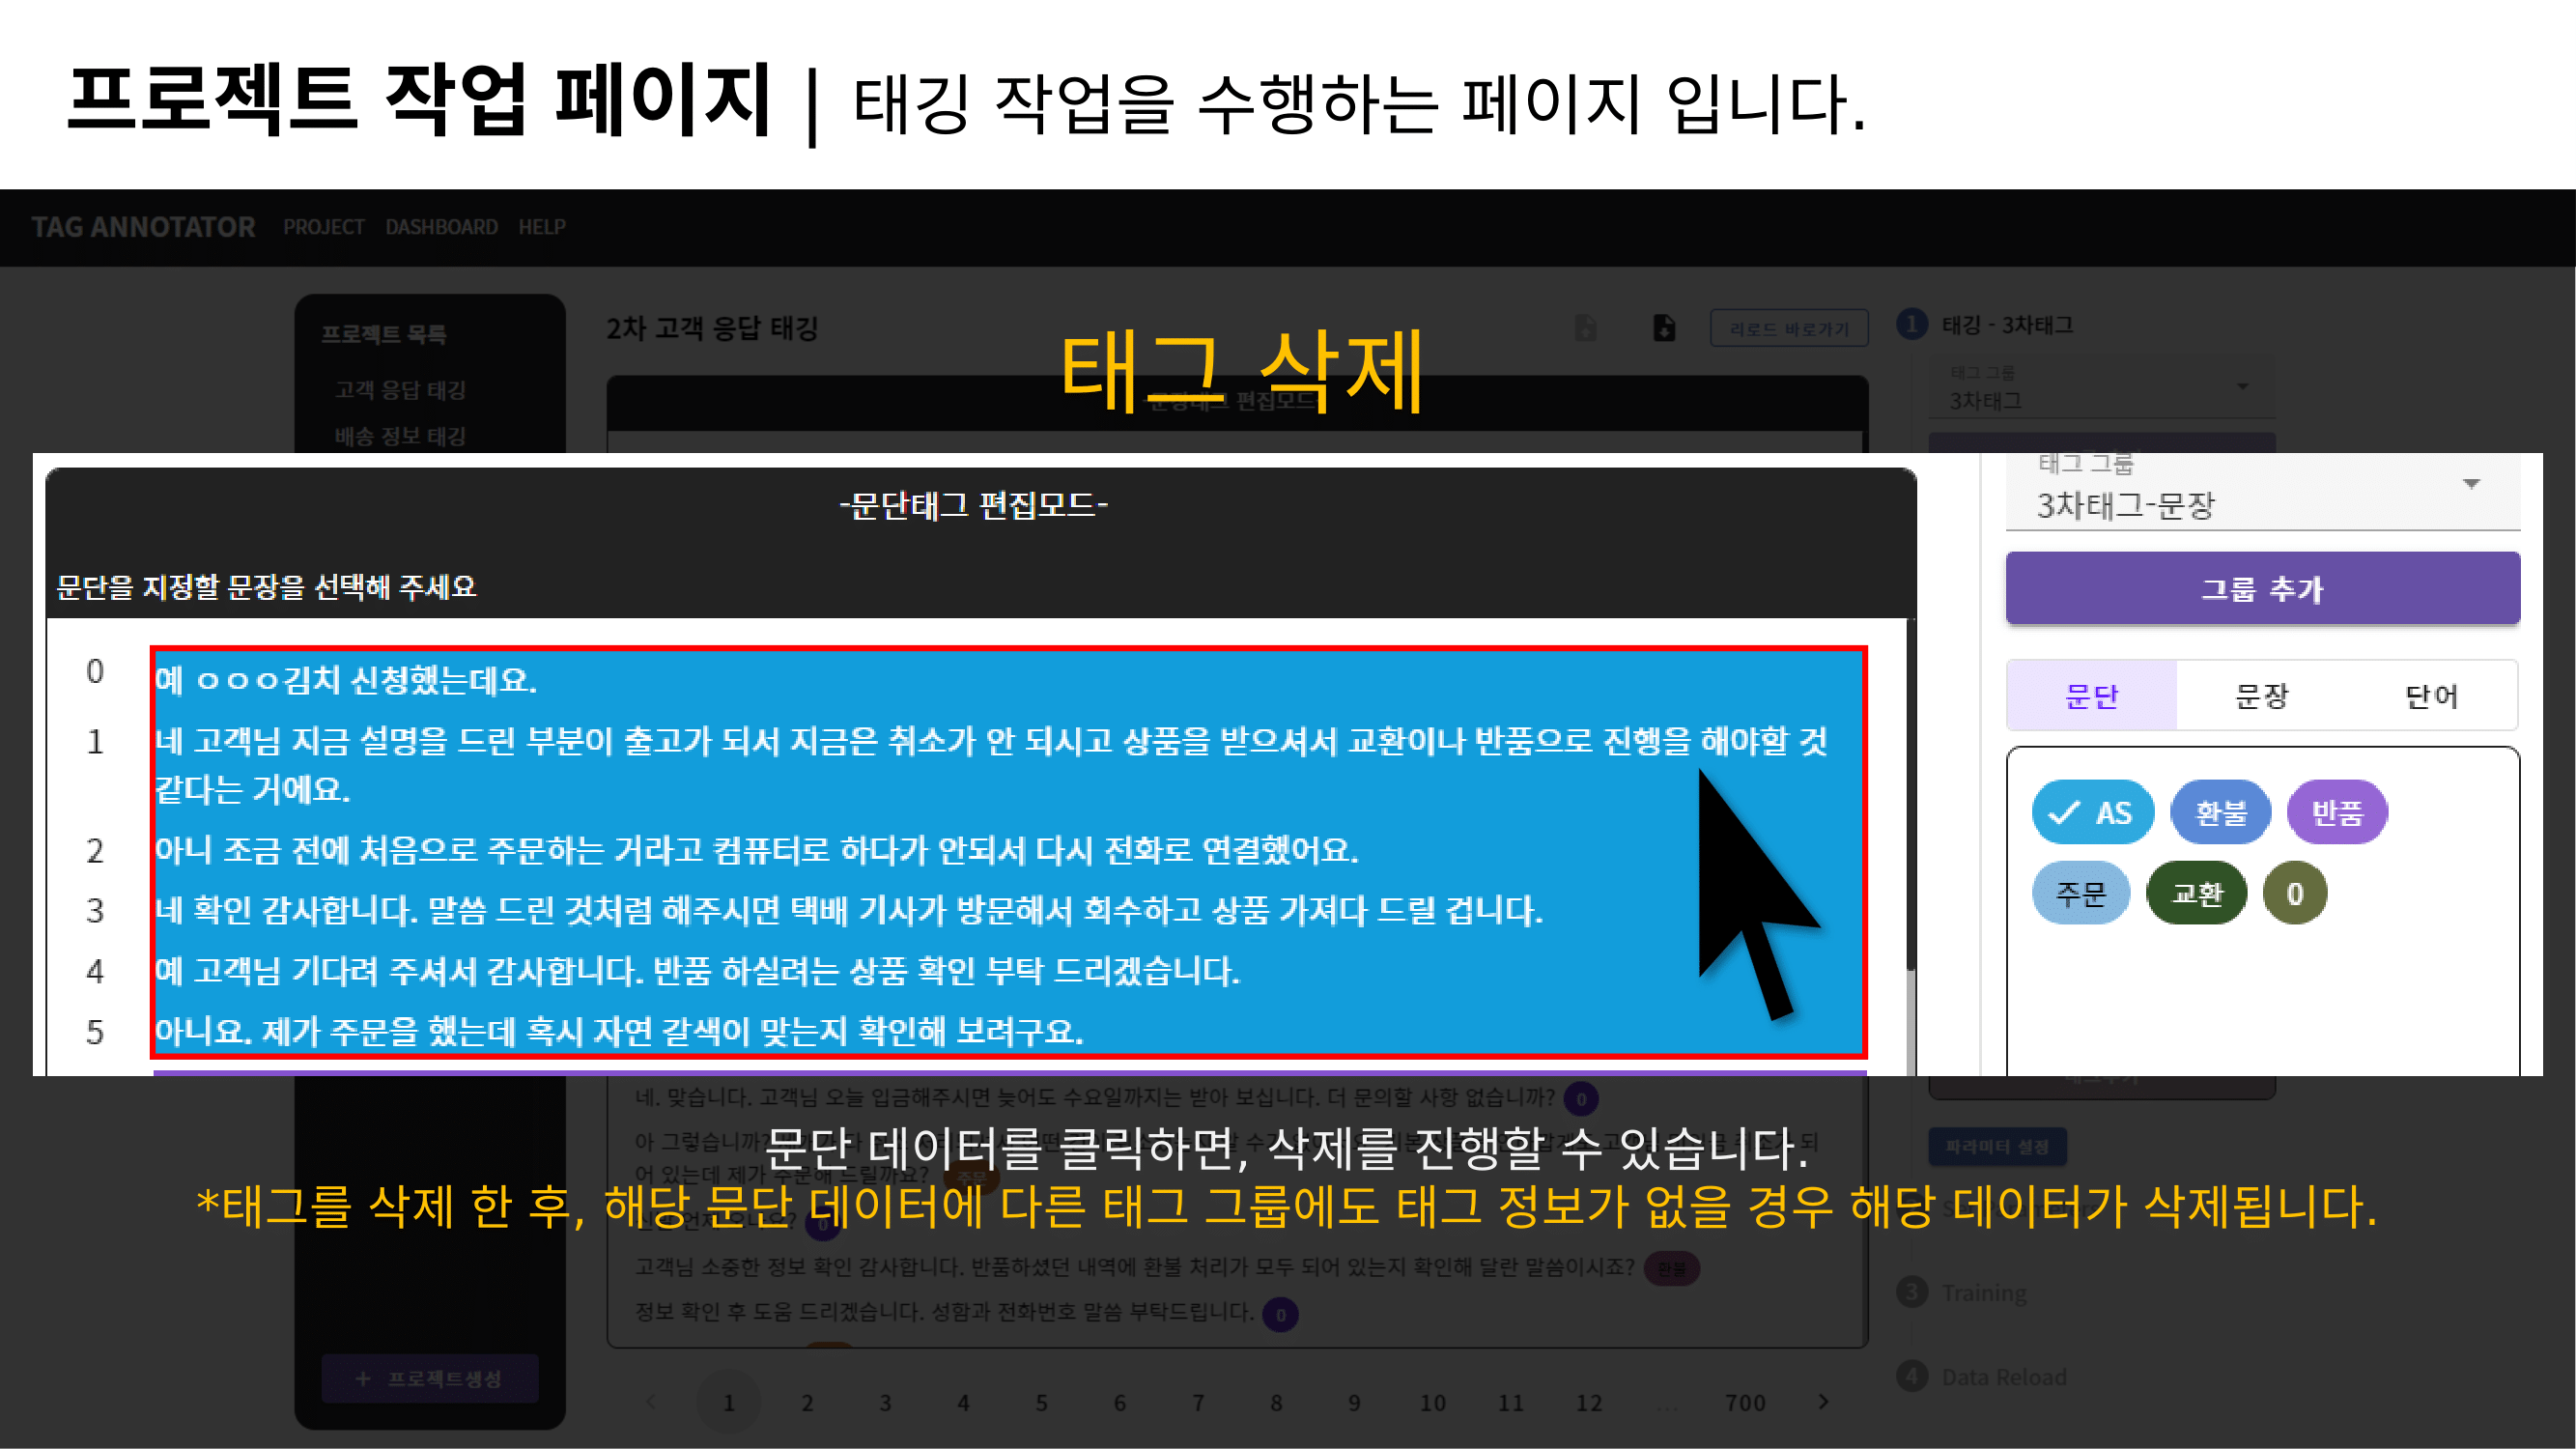 프로젝트 작업 페이지 | 태깅 작업을 수행하는 페이지 입니다.
TAG ANNOTATOR PROJECT DASHBOARD HELP
프로젝트 목록
고객 응답 태깅
배송 정보 태깅
2차 고객 응답 태깅
리로드 바로가기
1 태깅 - 3차태그
태그 그룹
3차태그
태그 삭제
편집모드-
-문단태그 편집모드-
문단을 지정할 문장을 선택해 주세요
0 예 ㅇㅇㅇ김치 신청했는데요.
1 네 고객님 지금 설명을 드린 부분이 출고가 되서 지금은 취소가 안 되시고 상품을 받으셔서 교환이나 반품으로 진행을 해야할 것
같다는 거에요.
2 아니 조금 전에 처음으로 주문하는 거라고 컴퓨터로 하다가 안되서 다시 전화로 연결했어요.
3 네 확인 감사합니다. 말씀 드린 것처럼 해주시면 택배 기사가 방문해서 회수하고 상품 가져다 드릴 겁니다.
4 예 고객님 기다려 주셔서 감사합니다. 반품 하실려는 상품 확인 부탁 드리겠습니다.
5 아니요. 제가 주문을 했는데 혹시 자연 갈색이 맞는지 확인해 보려구요.
태그 그룹
3차태그-문장
그룹 추가
문단 문장 단어
AS 환불 반품
주문 교환 0
네. 맞습니다. 고객님 오늘 입금해주시면 늦어도 수요일까지는 받아 보십니다. 더 문의할 사항 없습니까? 0
아 그렇습니까?
어 있는데 제가 주문해 드릴까요? 주문
파라미터 설정
문단 데이터를 클릭하면, 삭제를 진행할 수 있습니다.
*태그를 삭제 한 후, 해당 문단 데이터에 다른 태그 그룹에도 태그 정보가 없을 경우 해당 데이터가 삭제됩니다.
고객님 소중한 정보 확인 감사합니다. 반품하셨던 내역에 환불 처리가 모두 되어 있는지 확인해 달란 말씀이시죠? 환불
정보 확인 후 도움 드리겠습니다. 성함과 전화번호 말씀 부탁드립니다. 0
3 Training
4 Data Reload
+ 프로젝트생성
< 1 2 3 4 5 6 7 8 9 10 11 12 ... 700 >